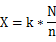 X = k * N/n